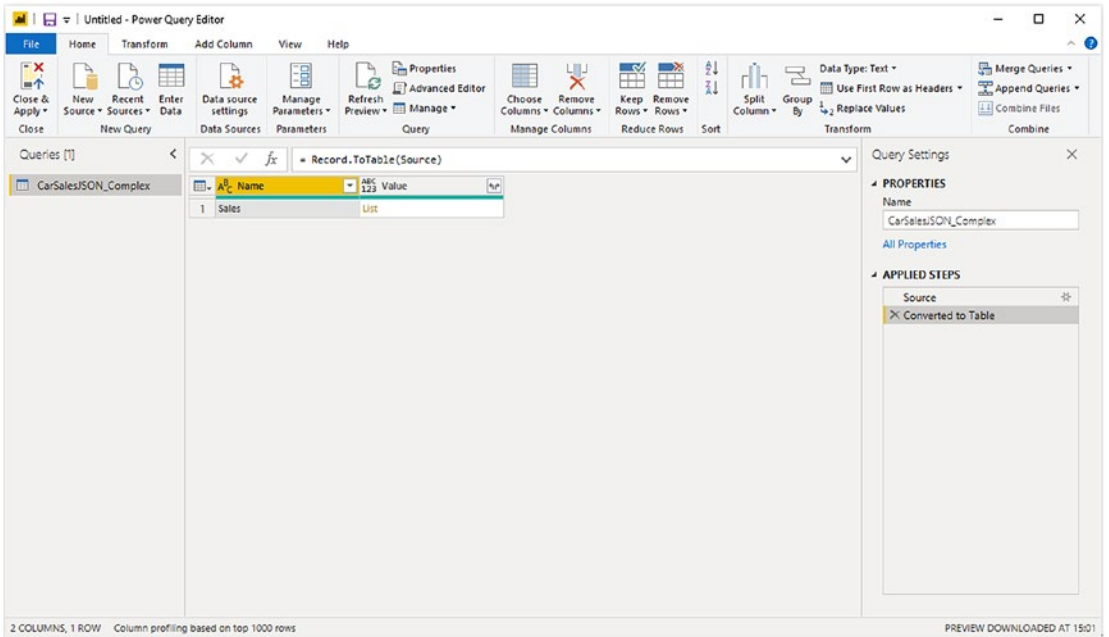 Untitled - Power Query Editor
File Home Transform Add Column View Help
Close & Apply
New Source
Recent Sources
Enter Data
Data source settings
Manage Parameters
Refresh Preview
Properties
Advanced Editor
Manage
Choose Columns
Remove Columns
Keep Rows
Remove Rows
Split Column
Group By
Data Type: Text
Use First Row as Headers
Replace Values
Merge Queries
Append Queries
Combine Files
Close New Query Data Sources Parameters Query Manage Columns Reduce Rows Sort Transform Combine
Queries [1]
CarSalesJSON_Complex
fx = Record.ToTable(Source)
ABC Name ABC 123 Value
1 Sales List
Query Settings
PROPERTIES
Name
CarSalesJSON_Complex
All Properties
APPLIED STEPS
Source
Converted to Table
2 COLUMNS, 1 ROW Column profiling based on top 1000 rows PREVIEW DOWNLOADED AT 15:01